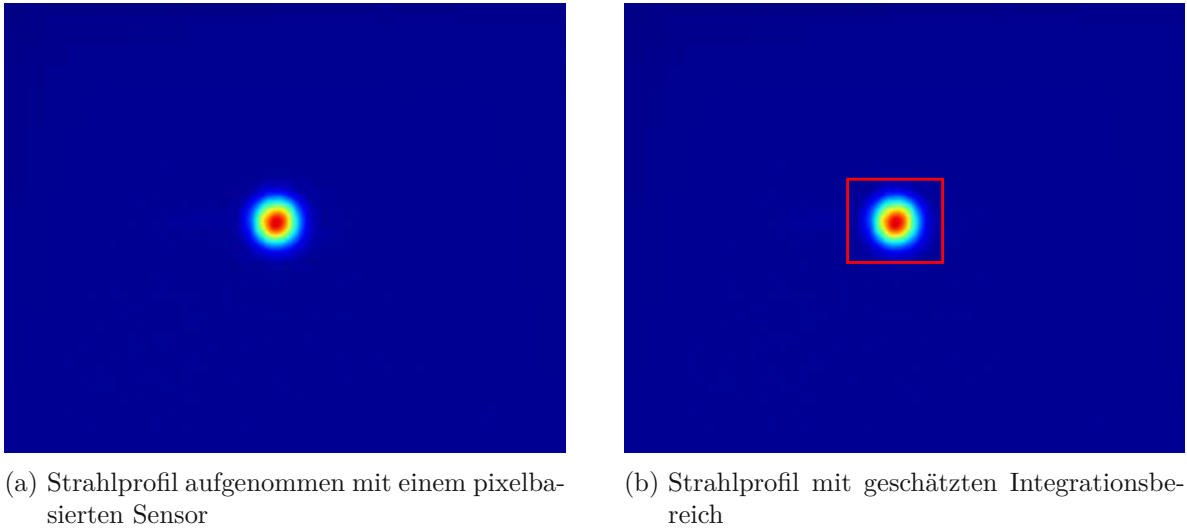 (a) Strahlprofil aufgenommen mit einem pixelba-
sierten Sensor
(b) Strahlprofil mit geschätzten Integrationsbe-
reich